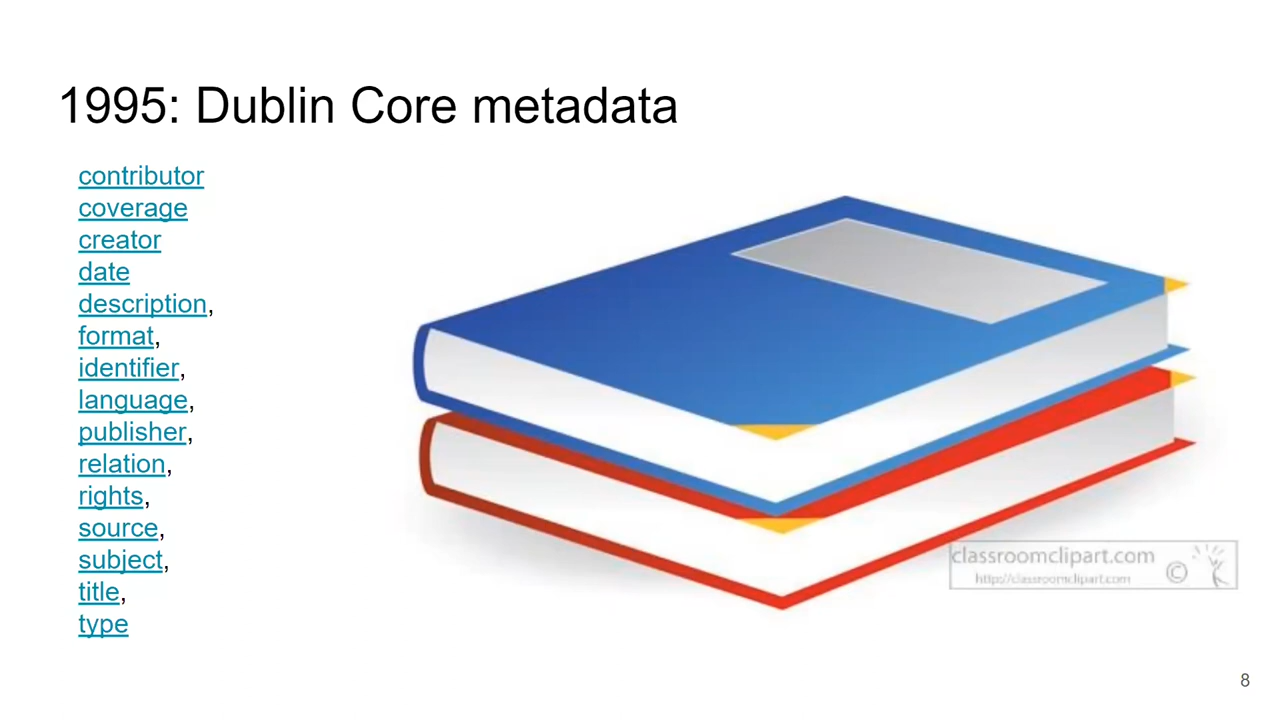 1995: Dublin Core metadata
contributor
coverage
creator
date
description,
format,
identifier,
language,
publisher,
relation,
rights,
source,
subject,
title,
type
classroomclipart.com
http://classroomclipart.com
©
8